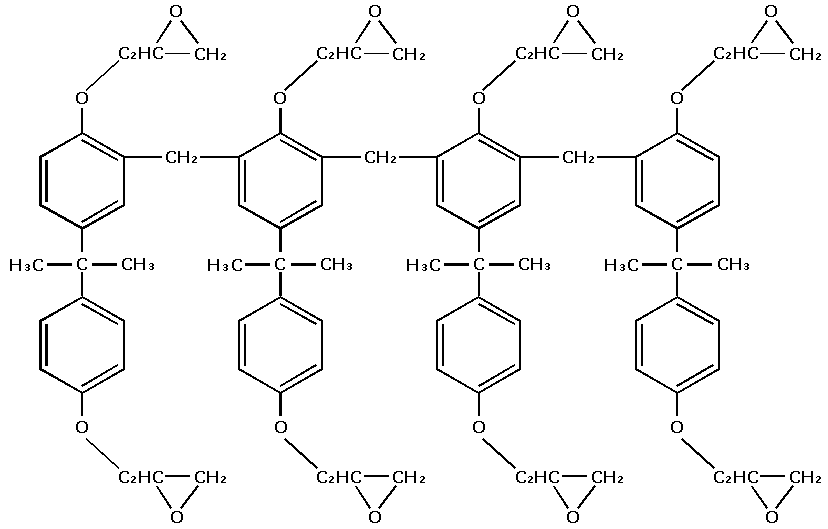 O O O O
C₂HC CH₂ C₂HC CH₂ C₂HC CH₂ C₂HC CH₂
O O O O
CH₂ CH₂ CH₂
H₃C C CH₃ H₃C C CH₃ H₃C C CH₃ H₃C C CH₃
O O O O
C₂HC CH₂ C₂HC CH₂ C₂HC CH₂ C₂HC CH₂
O O O O